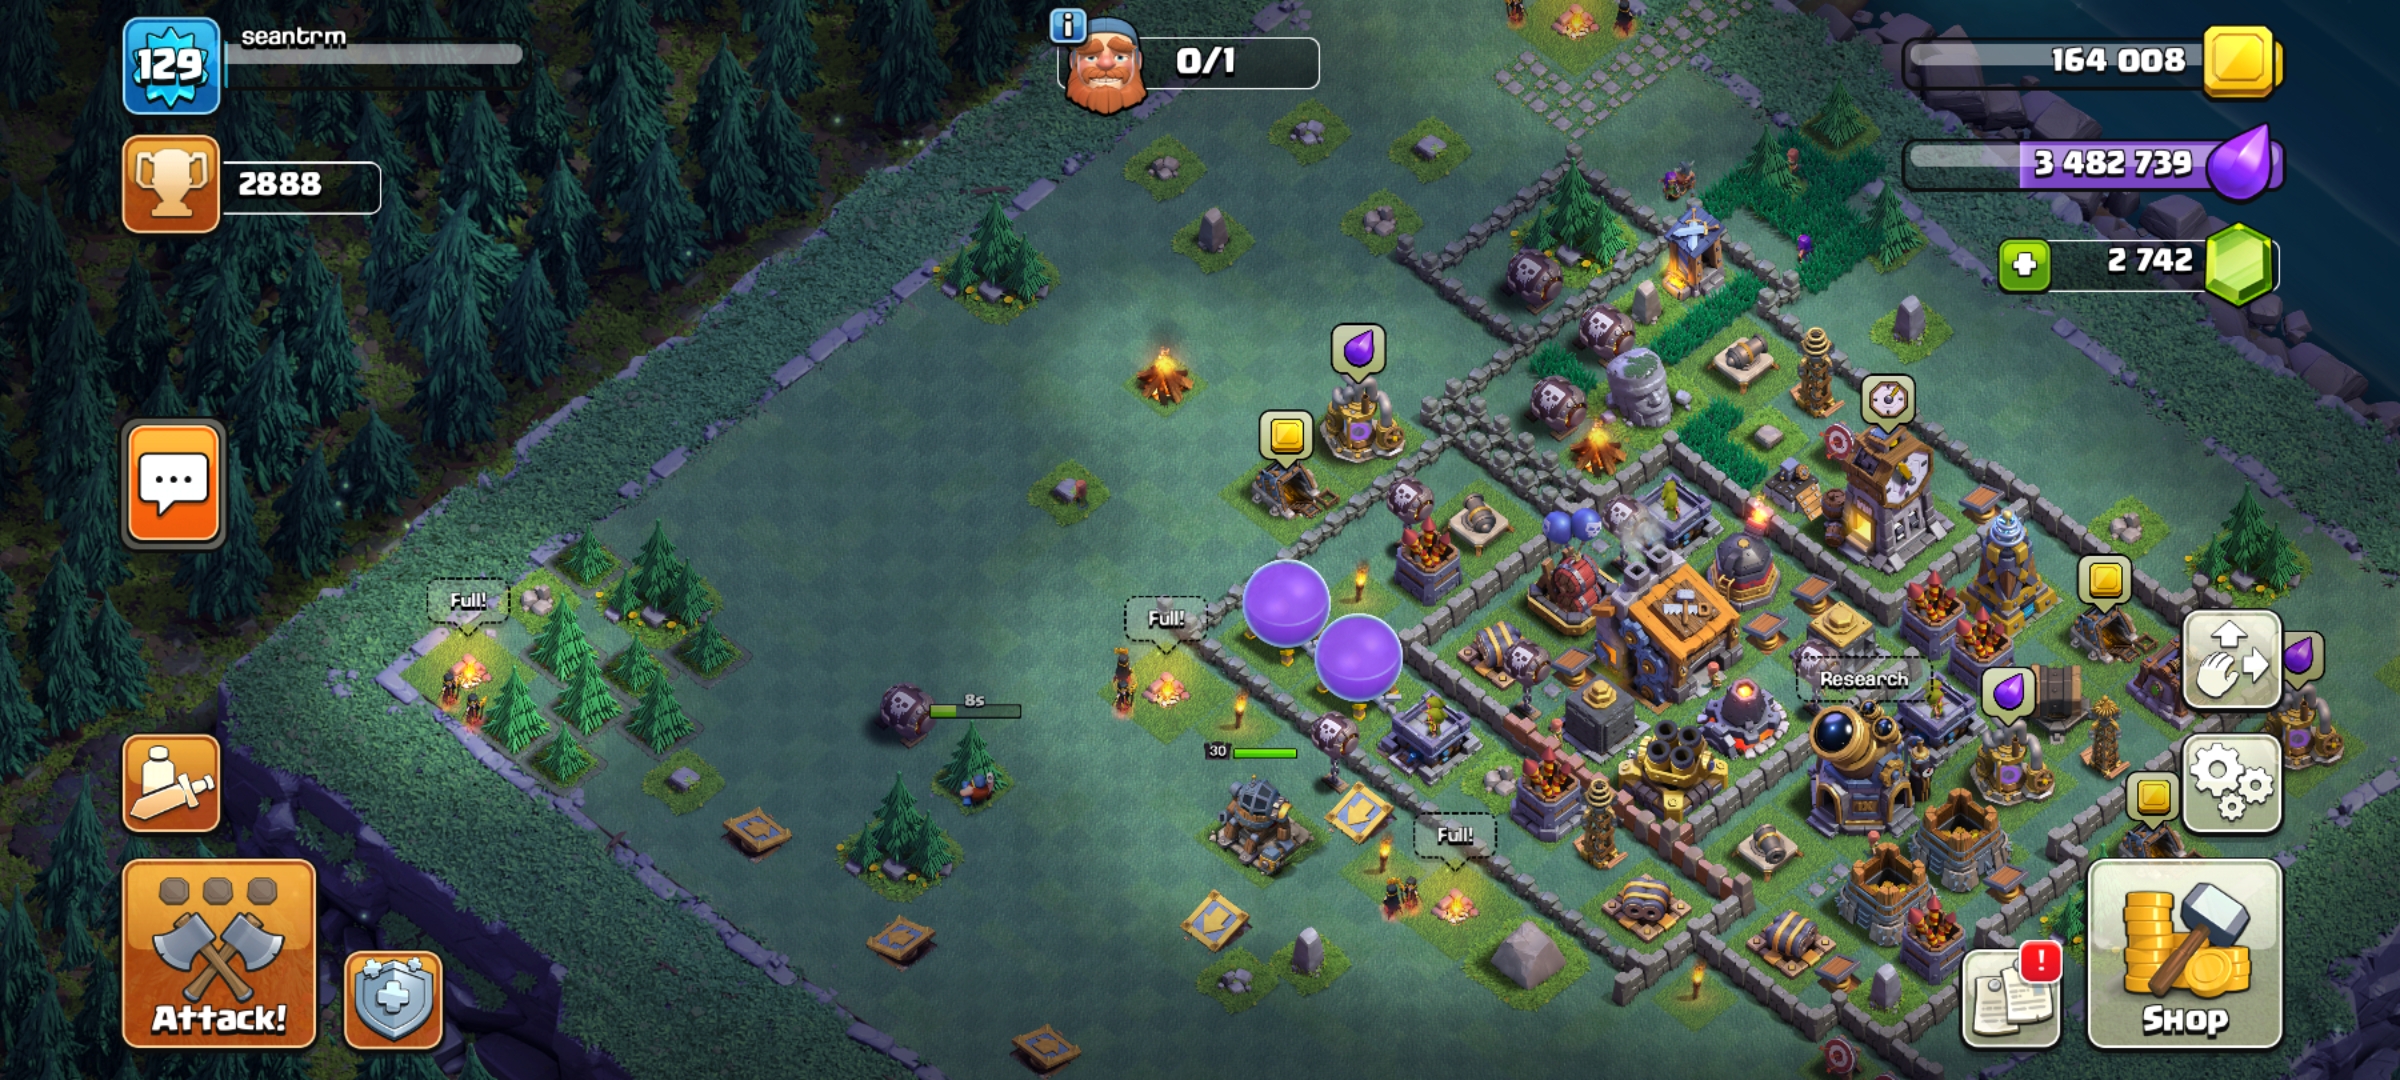 129
seantrm
i
0/1
164 008
2888
3 482 739
2 742
Full!
Full!
Research
8s
30
Full!
Attack!
!
Shop